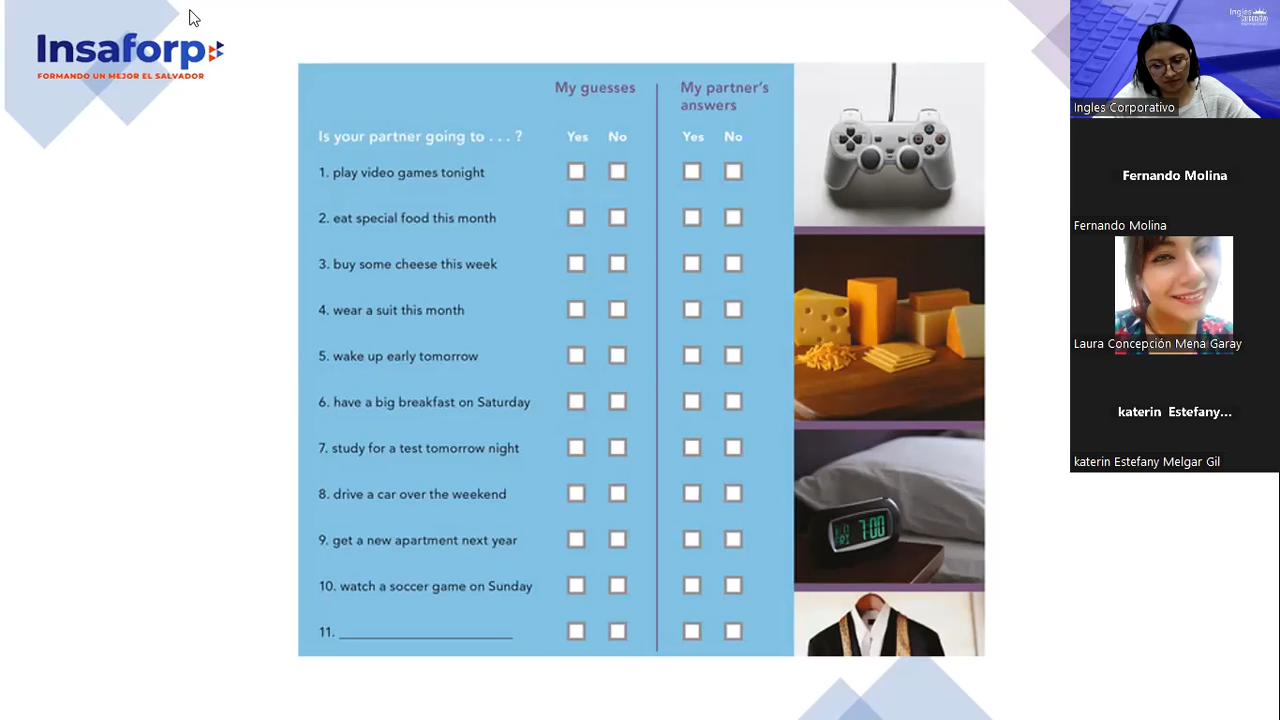 Insaforp
FORMANDO UN MEJOR EL SALVADOR
My guesses
My partner's
answers
Is your partner going to . . . ?
Yes No
Yes No
1. play video games tonight
2. eat special food this month
3. buy some cheese this week
4. wear a suit this month
5. wake up early tomorrow
6. have a big breakfast on Saturday
7. study for a test tomorrow night
8. drive a car over the weekend
9. get a new apartment next year
10. watch a soccer game on Sunday
11.
7:00
Ingles
Ingles Corporativo
Fernando Molina
Fernando Molina
Laura Concepción Mena Garay
katerin Estefany...
katerin Estefany Melgar Gil